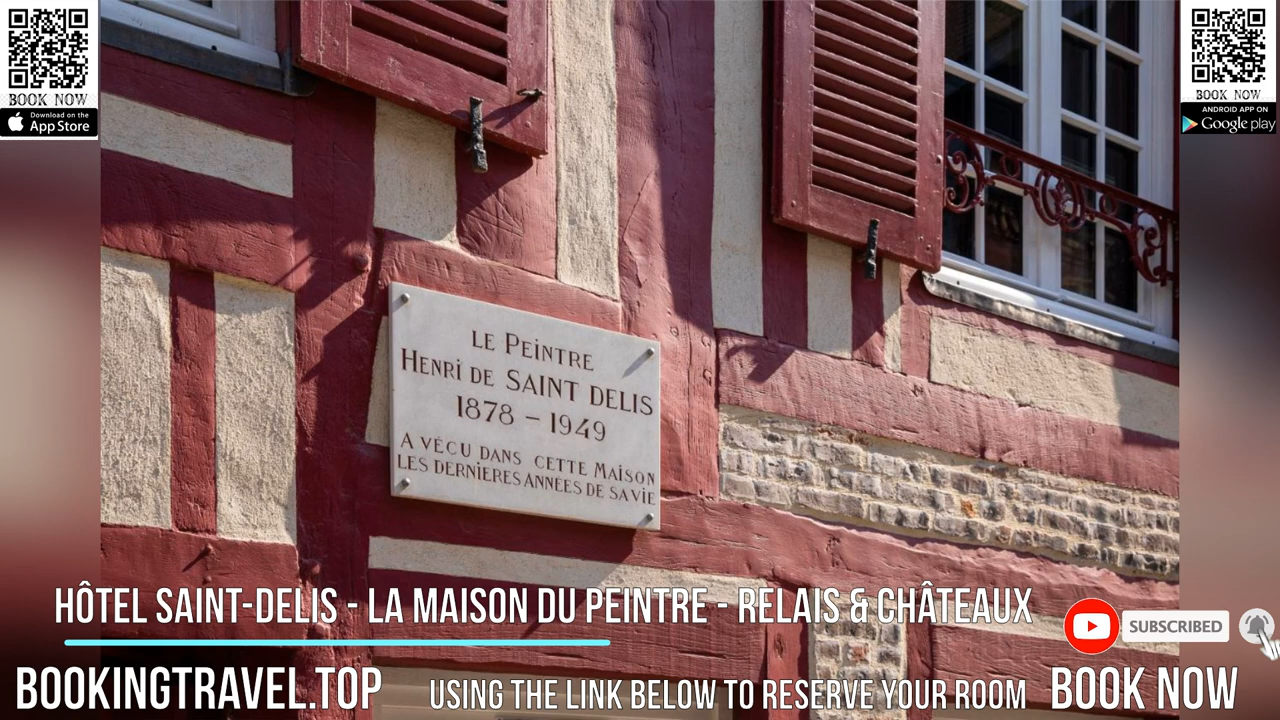 BOOK NOW
Download on the
App Store
BOOK NOW
ANDROID APP ON
Google play
LE PEINTRE
HENRI DE SAINT DELIS
1878 – 1949
A VÉCU DANS CETTE MAISON
LES DERNIÈRES ANNÉES DE SA VIE
HÔTEL SAINT-DELIS - LA MAISON DU PEINTRE - RELAIS & CHÂTEAUX
SUBSCRIBED
BOOKINGTRAVEL.TOP
USING THE LINK BELOW TO RESERVE YOUR ROOM
BOOK NOW